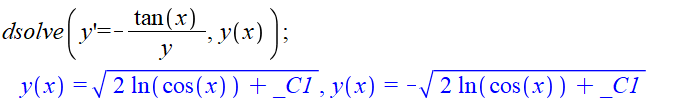 dsolve(y'=-tan(x)/y, y(x));
y(x) = √(2 ln(cos(x)) + _C1), y(x) = -√(2 ln(cos(x)) + _C1)